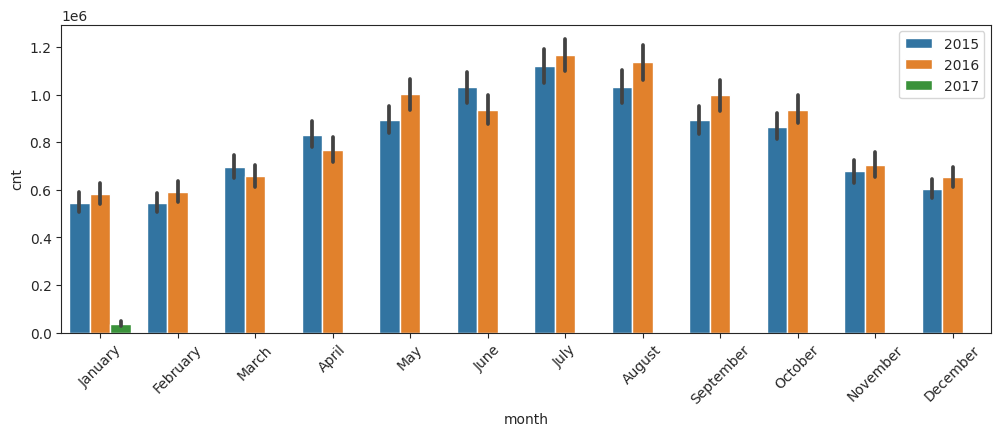 1e6
2015
2016
2017
1.2
1.0
0.8
0.6
0.4
0.2
0.0
cnt
January
February
March
April
May
June
July
August
September
October
November
December
month